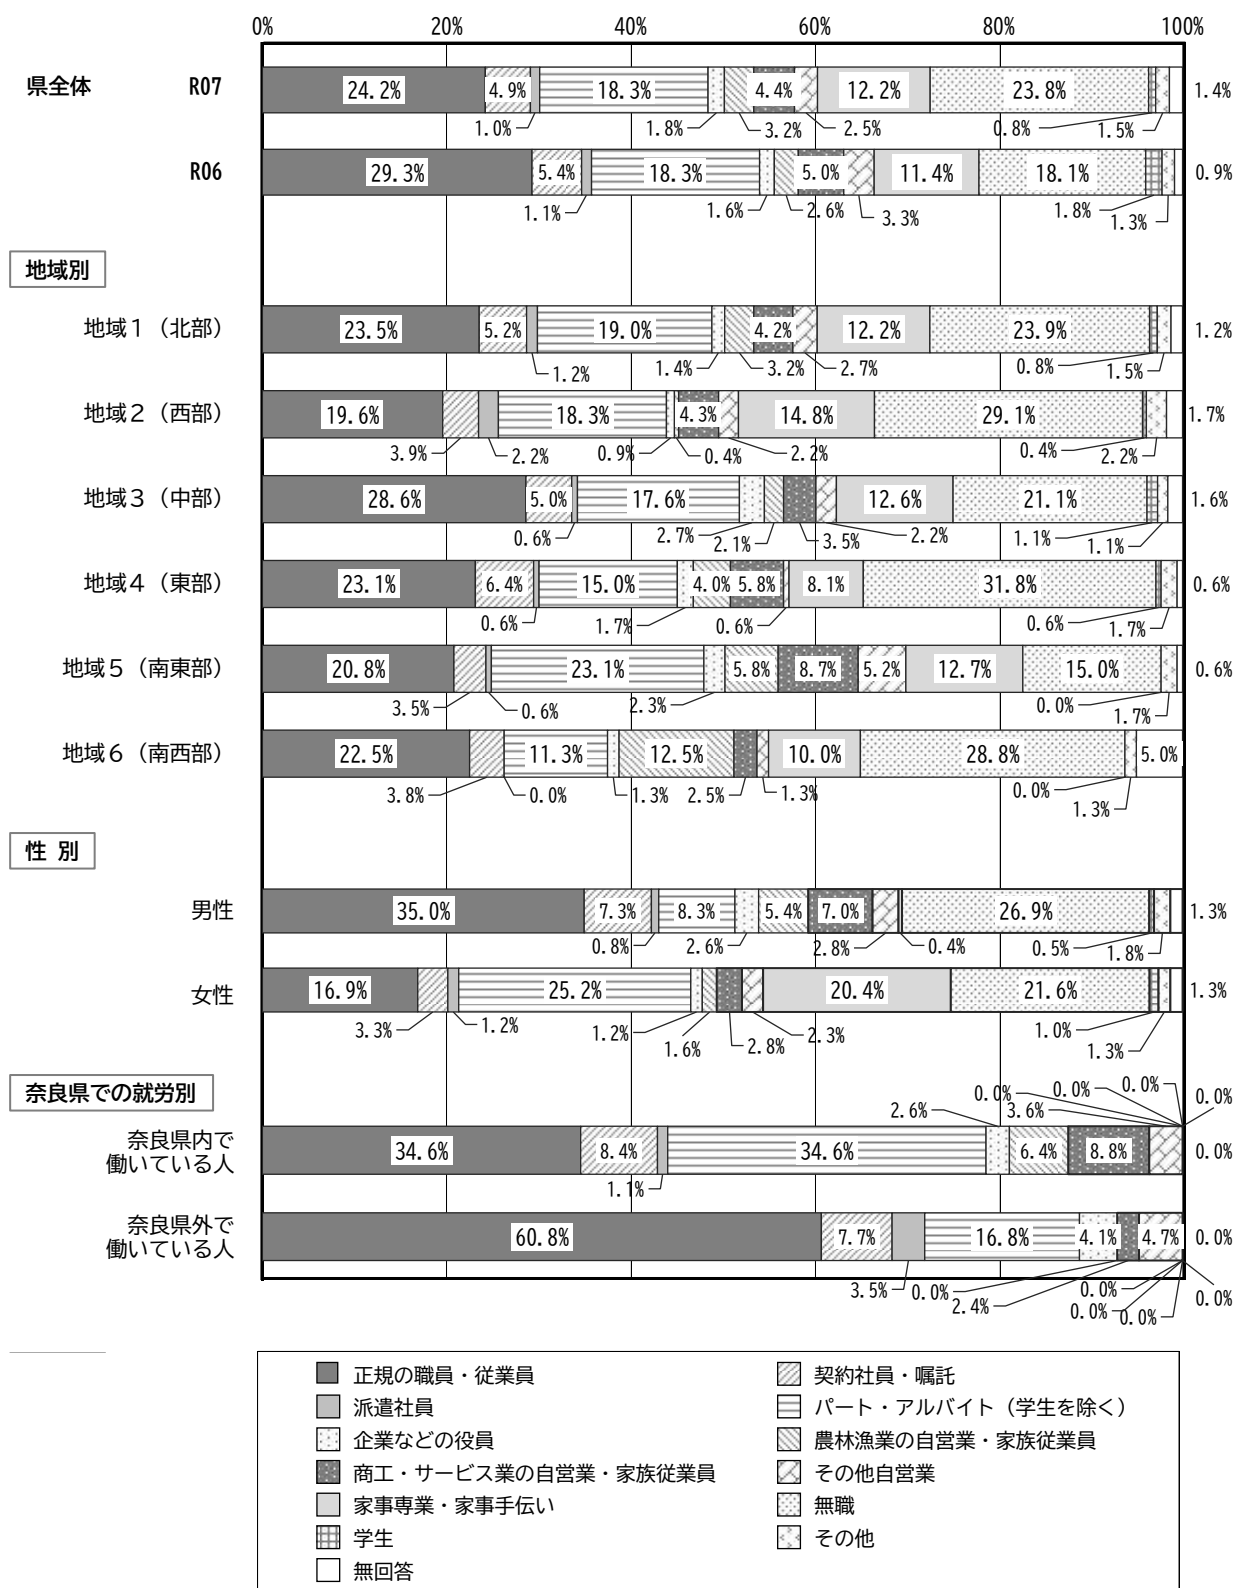 0% 20% 40% 60% 80% 100%
県全体 R07 24.2% 4.9% 18.3% 4.4% 12.2% 23.8% 1.4%
1.0% 1.8% 3.2% 2.5% 0.8% 1.5%
R06 29.3% 5.4% 18.3% 5.0% 11.4% 18.1% 0.9%
1.1% 1.6% 2.6% 3.3% 1.8% 1.3%
地域別
地域1（北部） 23.5% 5.2% 19.0% 4.2% 12.2% 23.9% 1.2%
1.2% 1.4% 3.2% 2.7% 0.8% 1.5%
地域2（西部） 19.6% 18.3% 4.3% 14.8% 29.1% 1.7%
3.9% 2.2% 0.9% 0.4% 2.2% 0.4% 2.2%
地域3（中部） 28.6% 5.0% 17.6% 12.6% 21.1% 1.6%
0.6% 2.7% 2.1% 3.5% 2.2% 1.1% 1.1%
地域4（東部） 23.1% 6.4% 15.0% 4.0% 5.8% 8.1% 31.8% 0.6%
0.6% 1.7% 0.6% 0.6% 1.7%
地域5（南東部） 20.8% 23.1% 5.8% 8.7% 5.2% 12.7% 15.0% 0.6%
3.5% 0.6% 2.3% 0.0% 1.7%
地域6（南西部） 22.5% 11.3% 12.5% 10.0% 28.8% 5.0%
3.8% 0.0% 1.3% 2.5% 1.3% 0.0% 1.3%
性別
男性 35.0% 7.3% 8.3% 5.4% 7.0% 26.9% 1.3%
0.8% 2.6% 2.8% 0.4% 0.5% 1.8%
女性 16.9% 25.2% 20.4% 21.6% 1.3%
3.3% 1.2% 1.2% 1.6% 2.8% 2.3% 1.0% 1.3%
奈良県での就労別
2.6% 3.6% 0.0% 0.0% 0.0% 0.0%
奈良県内で
働いている人 34.6% 8.4% 34.6% 6.4% 8.8% 0.0%
1.1%
奈良県外で
働いている人 60.8% 7.7% 16.8% 4.1% 4.7% 0.0%
3.5% 0.0% 2.4% 0.0% 0.0% 0.0% 0.0%
正規の職員・従業員 契約社員・嘱託
派遣社員 パート・アルバイト（学生を除く）
企業などの役員 農林漁業の自営業・家族従業員
商工・サービス業の自営業・家族従業員 その他自営業
家事専業・家事手伝い 無職
学生 その他
無回答